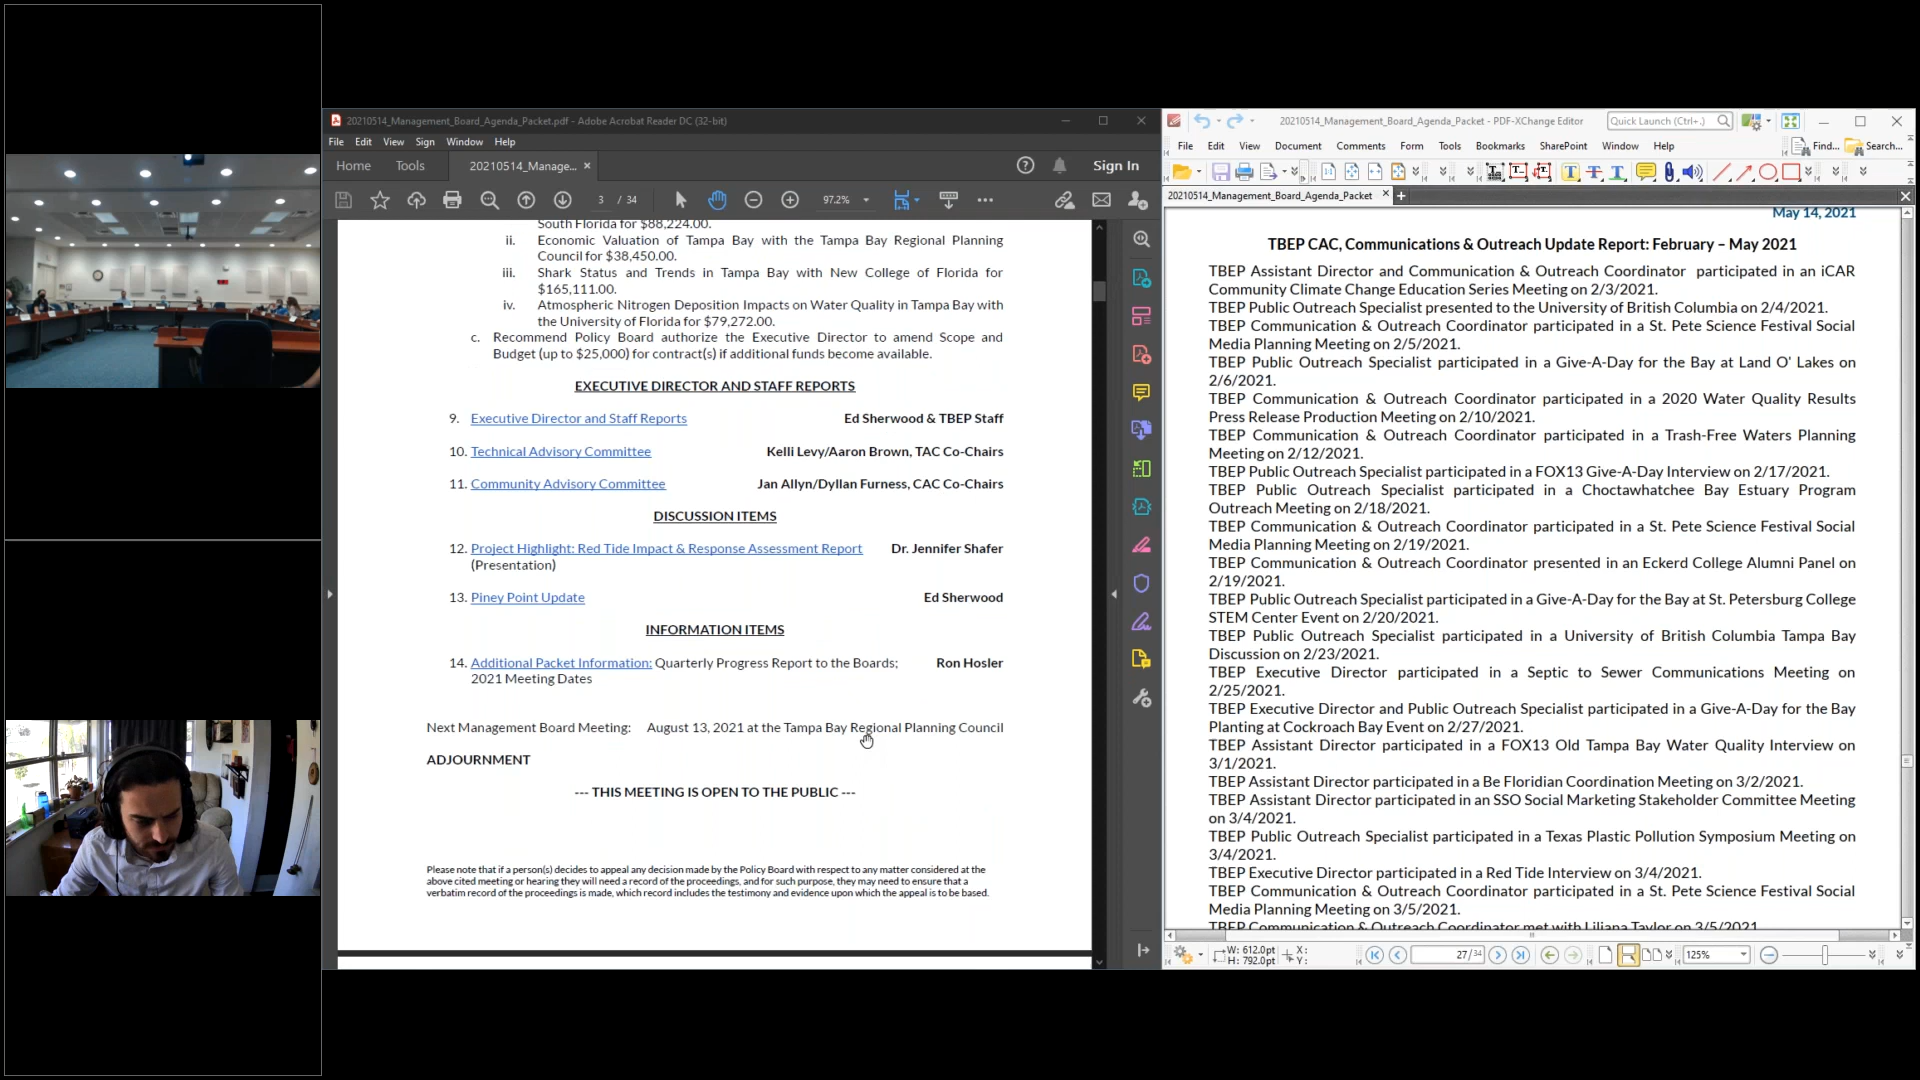 20210514_Management_Board_Agenda_Packet.pdf - Adobe Acrobat Reader DC (32-bit)
File Edit View Sign Window Help
Home Tools 20210514_Manage... × Sign In
3 / 34 97.2%
South Florida for $88,224.00.
ii. Economic Valuation of Tampa Bay with the Tampa Bay Regional Planning
Council for $38,450.00.
iii. Shark Status and Trends in Tampa Bay with New College of Florida for
$165,111.00.
iv. Atmospheric Nitrogen Deposition Impacts on Water Quality in Tampa Bay with
the University of Florida for $79,272.00.
c. Recommend Policy Board authorize the Executive Director to amend Scope and
Budget (up to $25,000) for contract(s) if additional funds become available.
EXECUTIVE DIRECTOR AND STAFF REPORTS
9. Executive Director and Staff Reports Ed Sherwood & TBEP Staff
10. Technical Advisory Committee Kelli Levy/Aaron Brown, TAC Co-Chairs
11. Community Advisory Committee Jan Allyn/Dyllan Furness, CAC Co-Chairs
DISCUSSION ITEMS
12. Project Highlight: Red Tide Impact & Response Assessment Report Dr. Jennifer Shafer
(Presentation)
13. Piney Point Update Ed Sherwood
INFORMATION ITEMS
14. Additional Packet Information: Quarterly Progress Report to the Boards; Ron Hosler
2021 Meeting Dates
Next Management Board Meeting: August 13, 2021 at the Tampa Bay Regional Planning Council
ADJOURNMENT
--- THIS MEETING IS OPEN TO THE PUBLIC ---
Please note that if a person(s) decides to appeal any decision made by the Policy Board with respect to any matter considered at the
above cited meeting or hearing they will need a record of the proceedings, and for such purpose, they may need to ensure that a
verbatim record of the proceedings is made, which record includes the testimony and evidence upon which the appeal is to be based.
20210514_Management_Board_Agenda_Packet - PDF-XChange Editor Quick Launch (Ctrl+.)
File Edit View Document Comments Form Tools Bookmarks SharePoint Window Help Find... Search...
20210514_Management_Board_Agenda_Packet ×
May 14, 2021
TBEP CAC, Communications & Outreach Update Report: February – May 2021
TBEP Assistant Director and Communication & Outreach Coordinator participated in an iCAR
Community Climate Change Education Series Meeting on 2/3/2021.
TBEP Public Outreach Specialist presented to the University of British Columbia on 2/4/2021.
TBEP Communication & Outreach Coordinator participated in a St. Pete Science Festival Social
Media Planning Meeting on 2/5/2021.
TBEP Public Outreach Specialist participated in a Give-A-Day for the Bay at Land O' Lakes on
2/6/2021.
TBEP Communication & Outreach Coordinator participated in a 2020 Water Quality Results
Press Release Production Meeting on 2/10/2021.
TBEP Communication & Outreach Coordinator participated in a Trash-Free Waters Planning
Meeting on 2/12/2021.
TBEP Public Outreach Specialist participated in a FOX13 Give-A-Day Interview on 2/17/2021.
TBEP Public Outreach Specialist participated in a Choctawhatchee Bay Estuary Program
Outreach Meeting on 2/18/2021.
TBEP Communication & Outreach Coordinator participated in a St. Pete Science Festival Social
Media Planning Meeting on 2/19/2021.
TBEP Communication & Outreach Coordinator presented in an Eckerd College Alumni Panel on
2/19/2021.
TBEP Public Outreach Specialist participated in a Give-A-Day for the Bay at St. Petersburg College
STEM Center Event on 2/20/2021.
TBEP Public Outreach Specialist participated in a University of British Columbia Tampa Bay
Discussion on 2/23/2021.
TBEP Executive Director participated in a Septic to Sewer Communications Meeting on
2/25/2021.
TBEP Executive Director and Public Outreach Specialist participated in a Give-A-Day for the Bay
Planting at Cockroach Bay Event on 2/27/2021.
TBEP Assistant Director participated in a FOX13 Old Tampa Bay Water Quality Interview on
3/1/2021.
TBEP Assistant Director participated in a Be Floridian Coordination Meeting on 3/2/2021.
TBEP Assistant Director participated in an SSO Social Marketing Stakeholder Committee Meeting
on 3/4/2021.
TBEP Public Outreach Specialist participated in a Texas Plastic Pollution Symposium Meeting on
3/4/2021.
TBEP Executive Director participated in a Red Tide Interview on 3/4/2021.
TBEP Communication & Outreach Coordinator participated in a St. Pete Science Festival Social
Media Planning Meeting on 3/5/2021.
TBEP Communication & Outreach Coordinator met with Liliana Taylor on 3/5/2021.
W: 612.0pt X:
H: 792.0pt Y:
27/34 125%